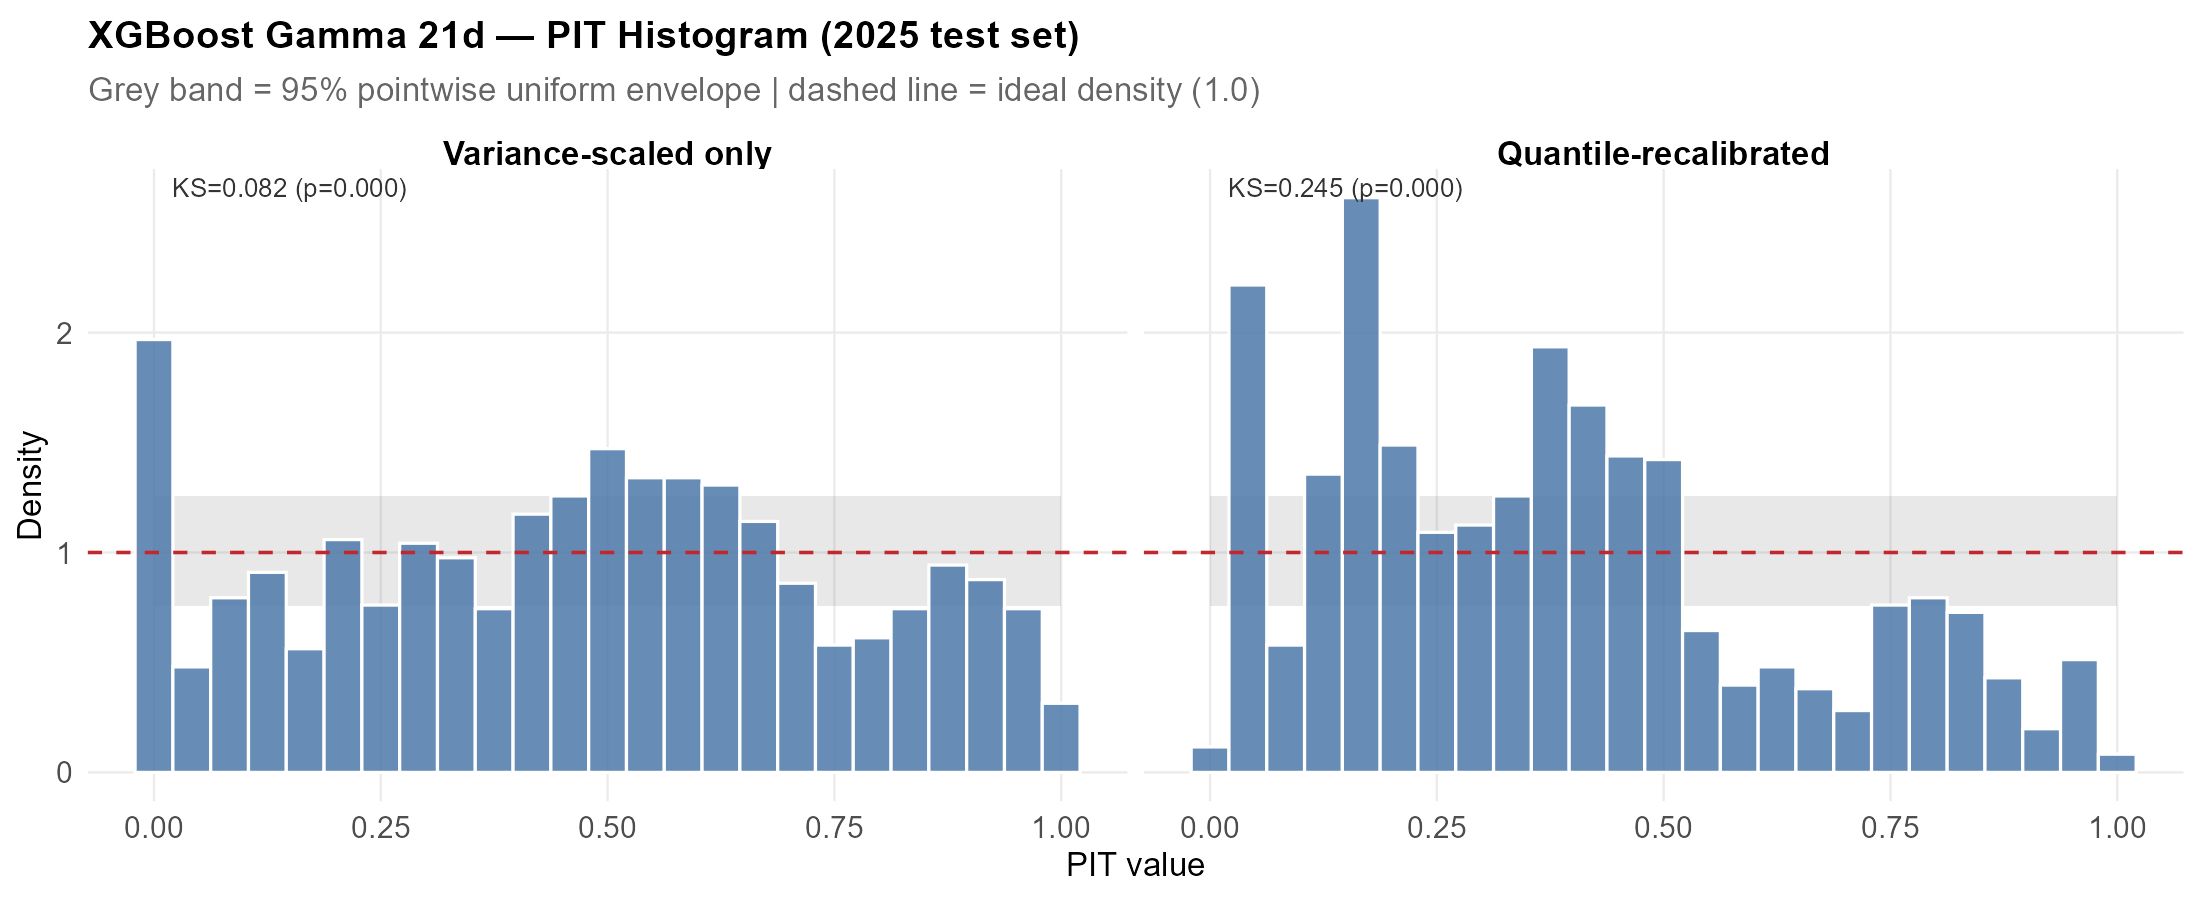 XGBoost Gamma 21d — PIT Histogram (2025 test set)
Grey band = 95% pointwise uniform envelope | dashed line = ideal density (1.0)
Variance-scaled only
Quantile-recalibrated
KS=0.082 (p=0.000)
KS=0.245 (p=0.000)
Density
2
1
0
0.00 0.25 0.50 0.75 1.00
0.00 0.25 0.50 0.75 1.00
PIT value